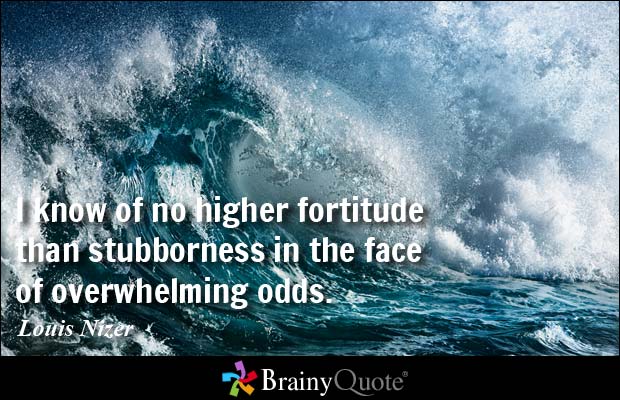 I know of no higher fortitude
than stubborness in the face
of overwhelming odds.
Louis Nizer
BrainyQuote®